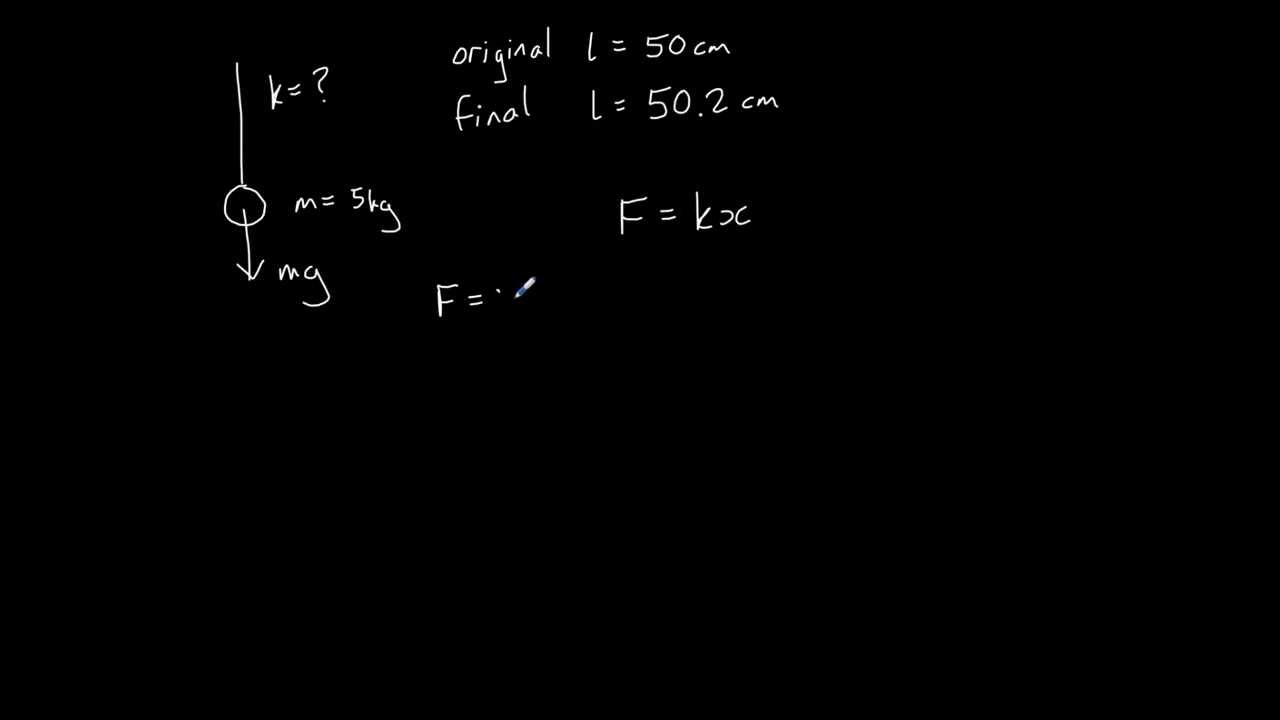 original l = 50 cm
k = ?
final l = 50.2 cm
m = 5kg
F = kx
mg
F =